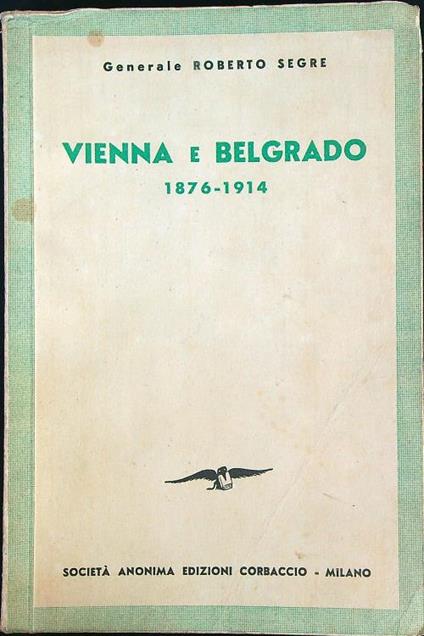 Generale ROBERTO SEGRE
VIENNA E BELGRADO
1876-1914
SOCIETÀ ANONIMA EDIZIONI CORBACCIO - MILANO